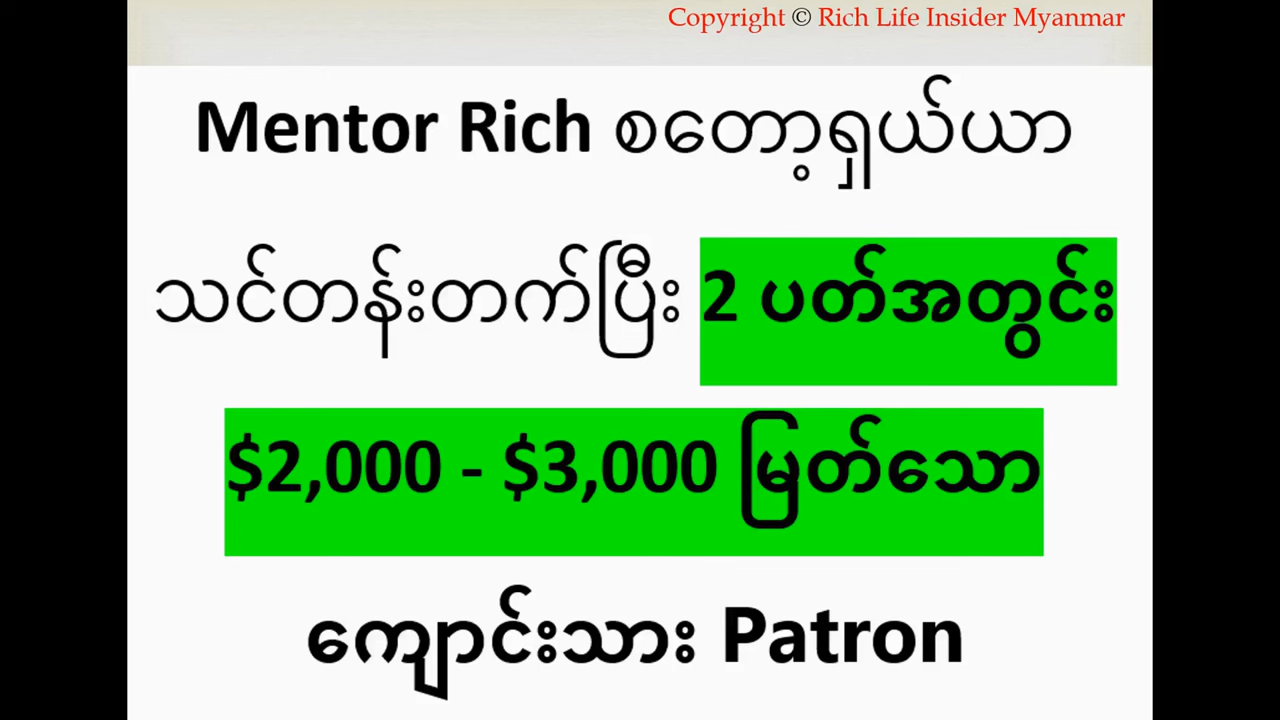 Copyright © Rich Life Insider Myanmar
Mentor Rich စတော့ရှယ်ယာ
သင်တန်းတက်ပြီး 2 ပတ်အတွင်း
$2,000 - $3,000 မြတ်သော
ကျောင်းသား Patron